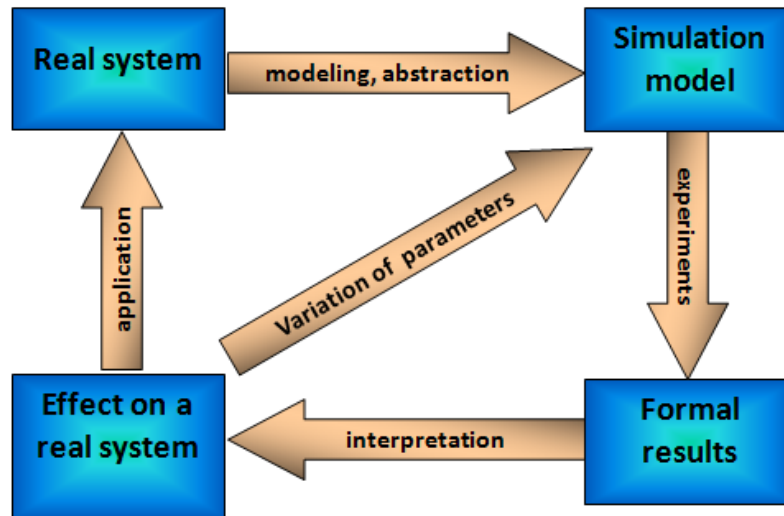 Real system
modeling, abstraction
Simulation
model
application
Variation of parameters
experiments
Effect on a
real system
interpretation
Formal
results